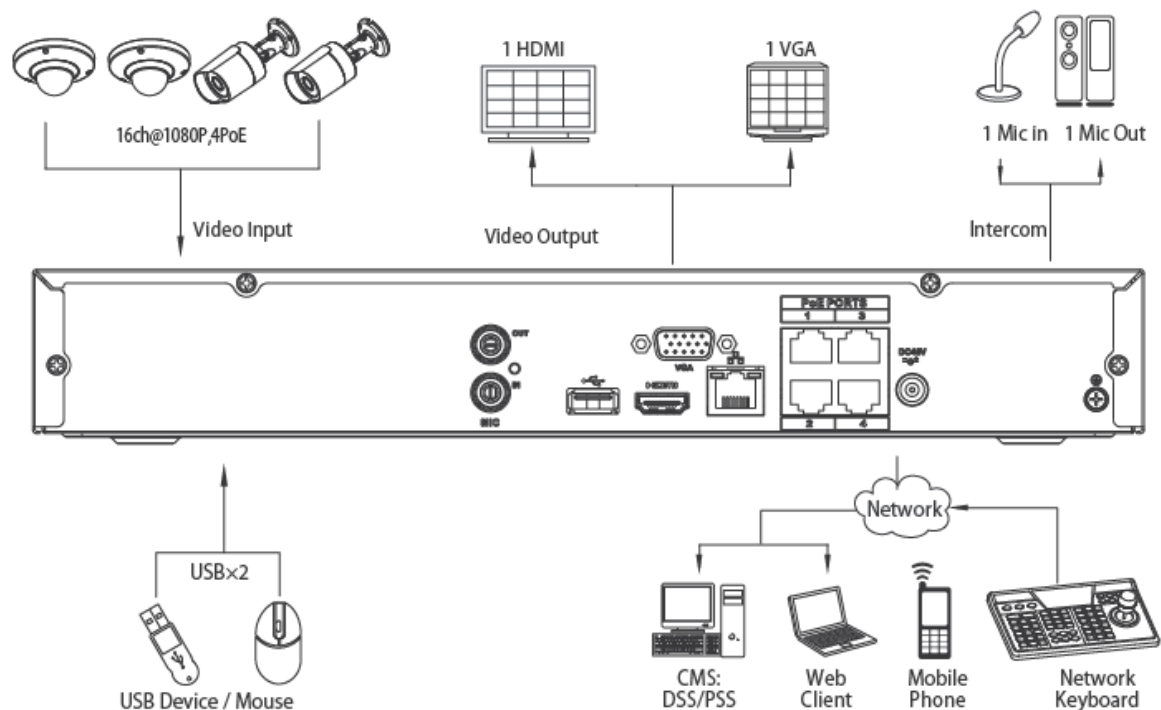 1 HDMI
1 VGA
16ch@1080P,4PoE
1 Mic in
1 Mic Out
Video Input
Video Output
Intercom
PoE PORTS
1
3
OUT
VGA
DC48V
IN
HDMI
MIC
2
4
Network
USB×2
USB Device / Mouse
CMS:
DSS/PSS
Web
Client
Mobile
Phone
Network
Keyboard